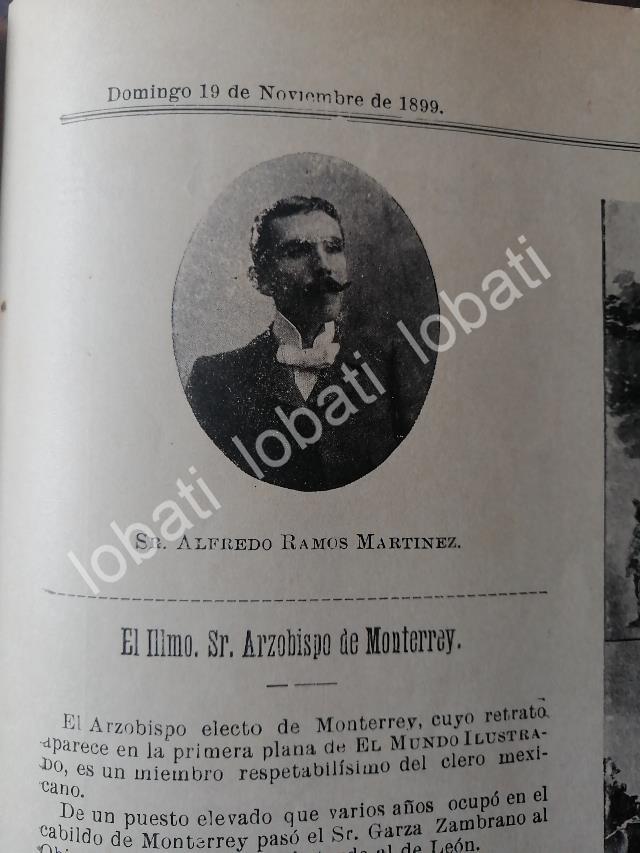 Domingo 19 de Noviembre de 1899.
lobati lobati lobati lobati
SR. ALFREDO RAMOS MARTINEZ.
El Illmo. Sr. Arzobispo de Monterrey.
El Arzobispo electo de Monterrey, cuyo retrato
aparece en la primera plana de EL MUNDO ILUSTRA-
DO, es un miembro respetabilísimo del clero mexi-
cano.
De un puesto elevado que varios años ocupó en el
cabildo de Monterrey pasó el Sr. Garza Zambrano al
al de León.